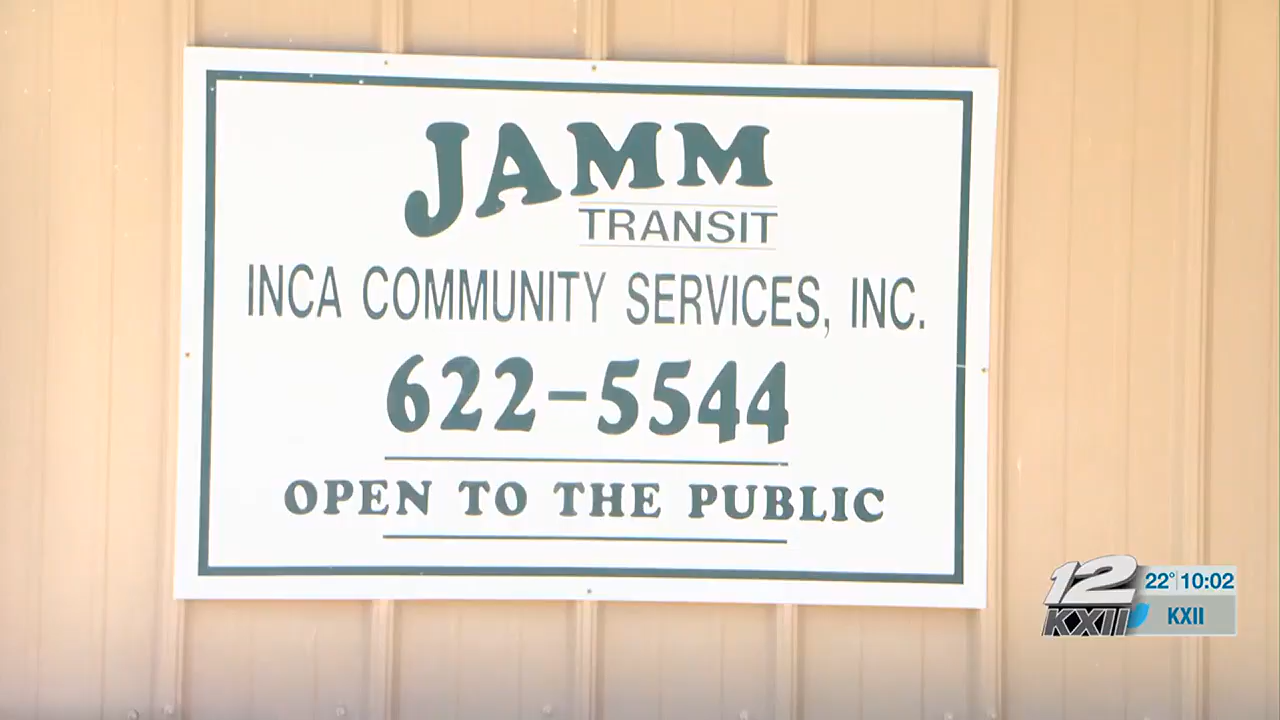 JAMM
TRANSIT
INCA COMMUNITY SERVICES, INC.
622-5544
OPEN TO THE PUBLIC
12 22° 10:02
KXII KXII